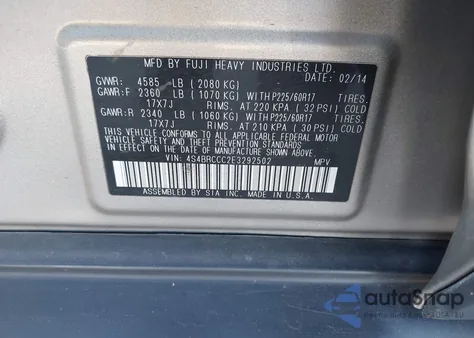 MFD. BY FUJI HEAVY INDUSTRIES LTD.
DATE: 02/14
GVWR: 4585 LB (2080 KG)
GAWR:F 2360 LB (1070 KG) WITH P225/60R17 TIRES.
17X7J RIMS. AT 220 KPA ( 32 PSI) COLD
GAWR:R 2340 LB (1060 KG) WITH P225/60R17 TIRES.
17X7J RIMS. AT 210 KPA ( 30 PSI) COLD
THIS VEHICLE CONFORMS TO ALL APPLICABLE FEDERAL MOTOR
VEHICLE SAFETY STANDARDS IN EFFECT ON THE DATE OF
MANUFACTURE SHOWN ABOVE.
VIN: 4S4BRCCC2E3292502 MPV
ASSEMBLED BY SIA INC. MADE IN U.S.A.
autoSnap